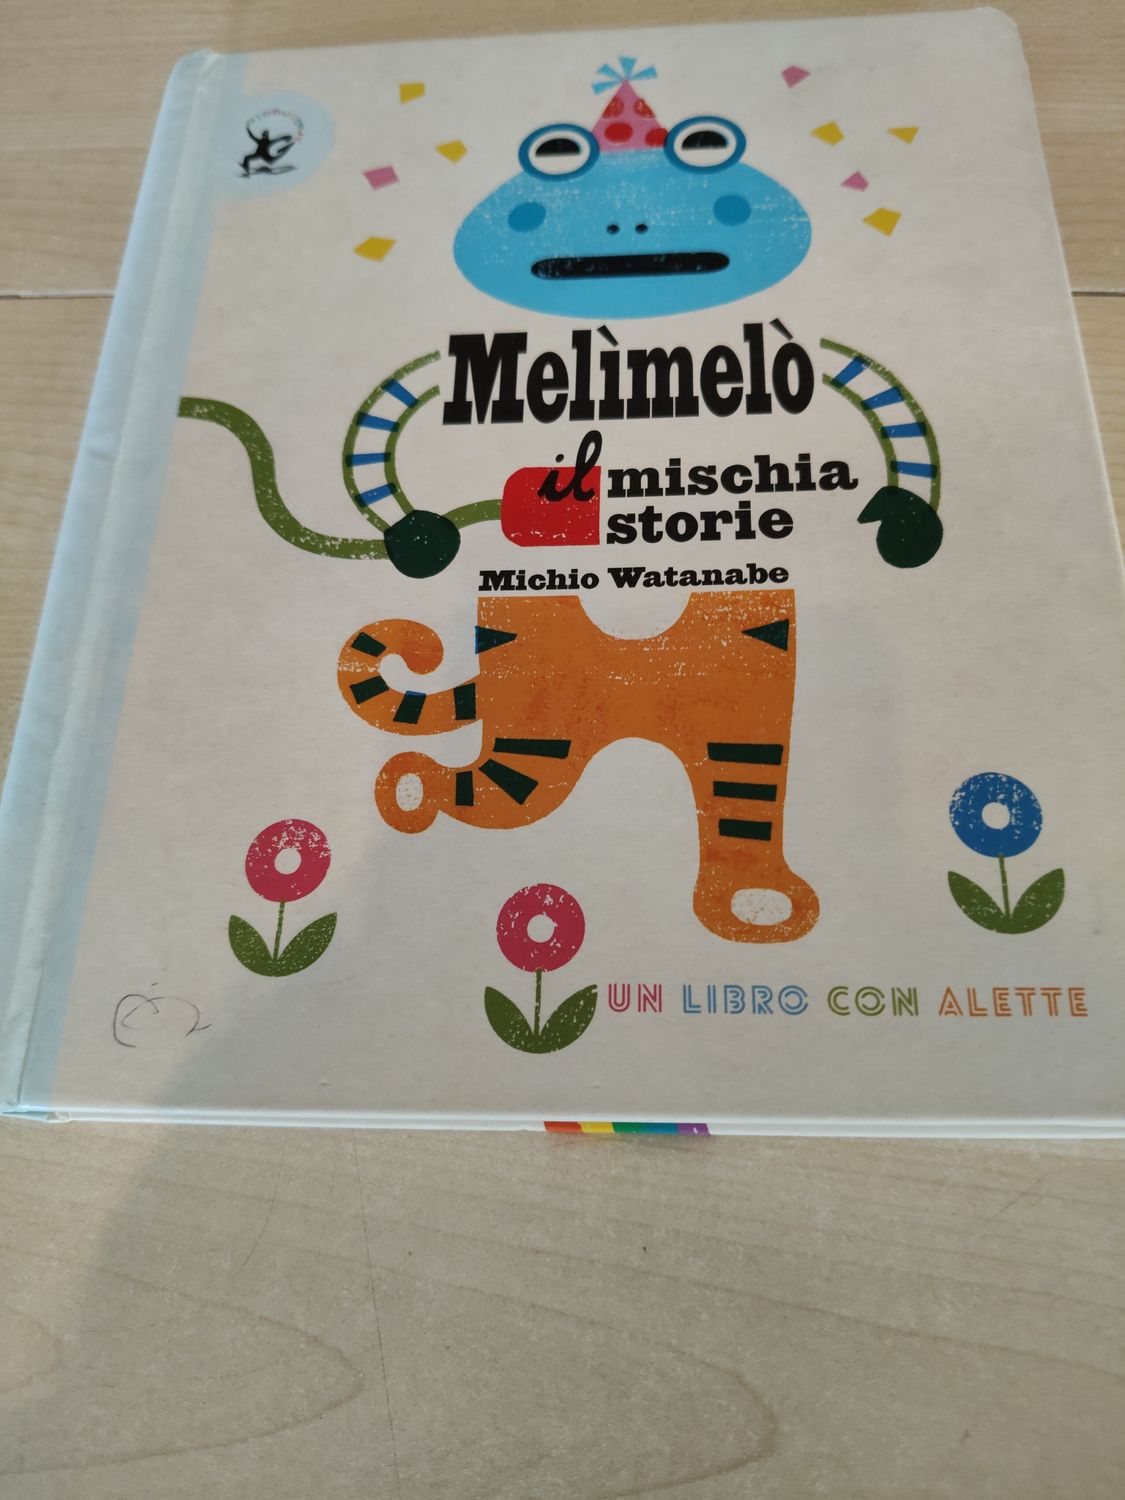 Melìmelò
il mischia
storie
Michio Watanabe
UN LIBRO CON ALETTE